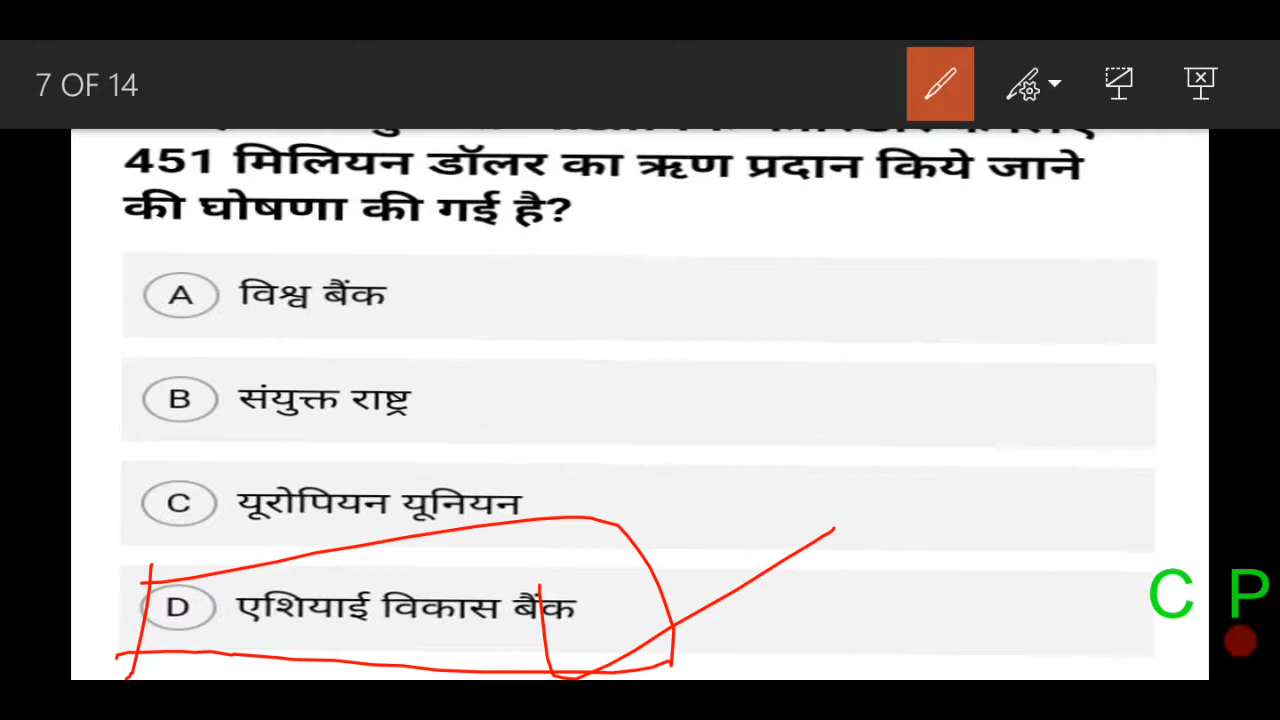 7 OF 14
451 मिलियन डॉलर का ऋण प्रदान किये जाने
की घोषणा की गई है?
A विश्व बैंक
B संयुक्त राष्ट्र
C यूरोपियन यूनियन
D एशियाई विकास बैंक
C P